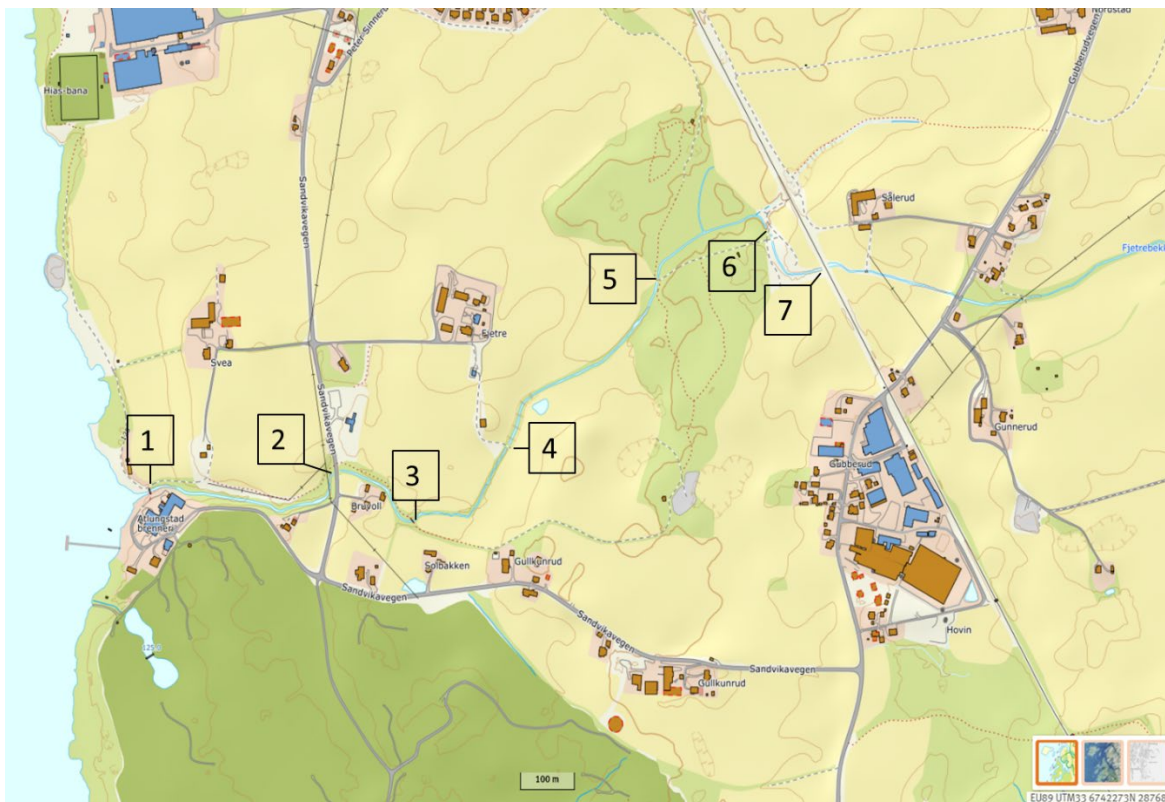 Nordstad
Peter-Sinnerud
Gubberudvegen
Hias-bana
Sandvikavegen
Sålerud
6
5
7
Fjetrebekk
Fjetre
Svea
Sandvikavegen
Gunnerud
1
2
4
3
Gubberud
Bruvoll
Atlungstad
brenneri
Solbakken
Gullkunrud
Sandvikavegen
Sandvikavegen
Hovin
Sandvikavegen
Gullkunrud
100 m
EU89 UTM33 6742273N 28768